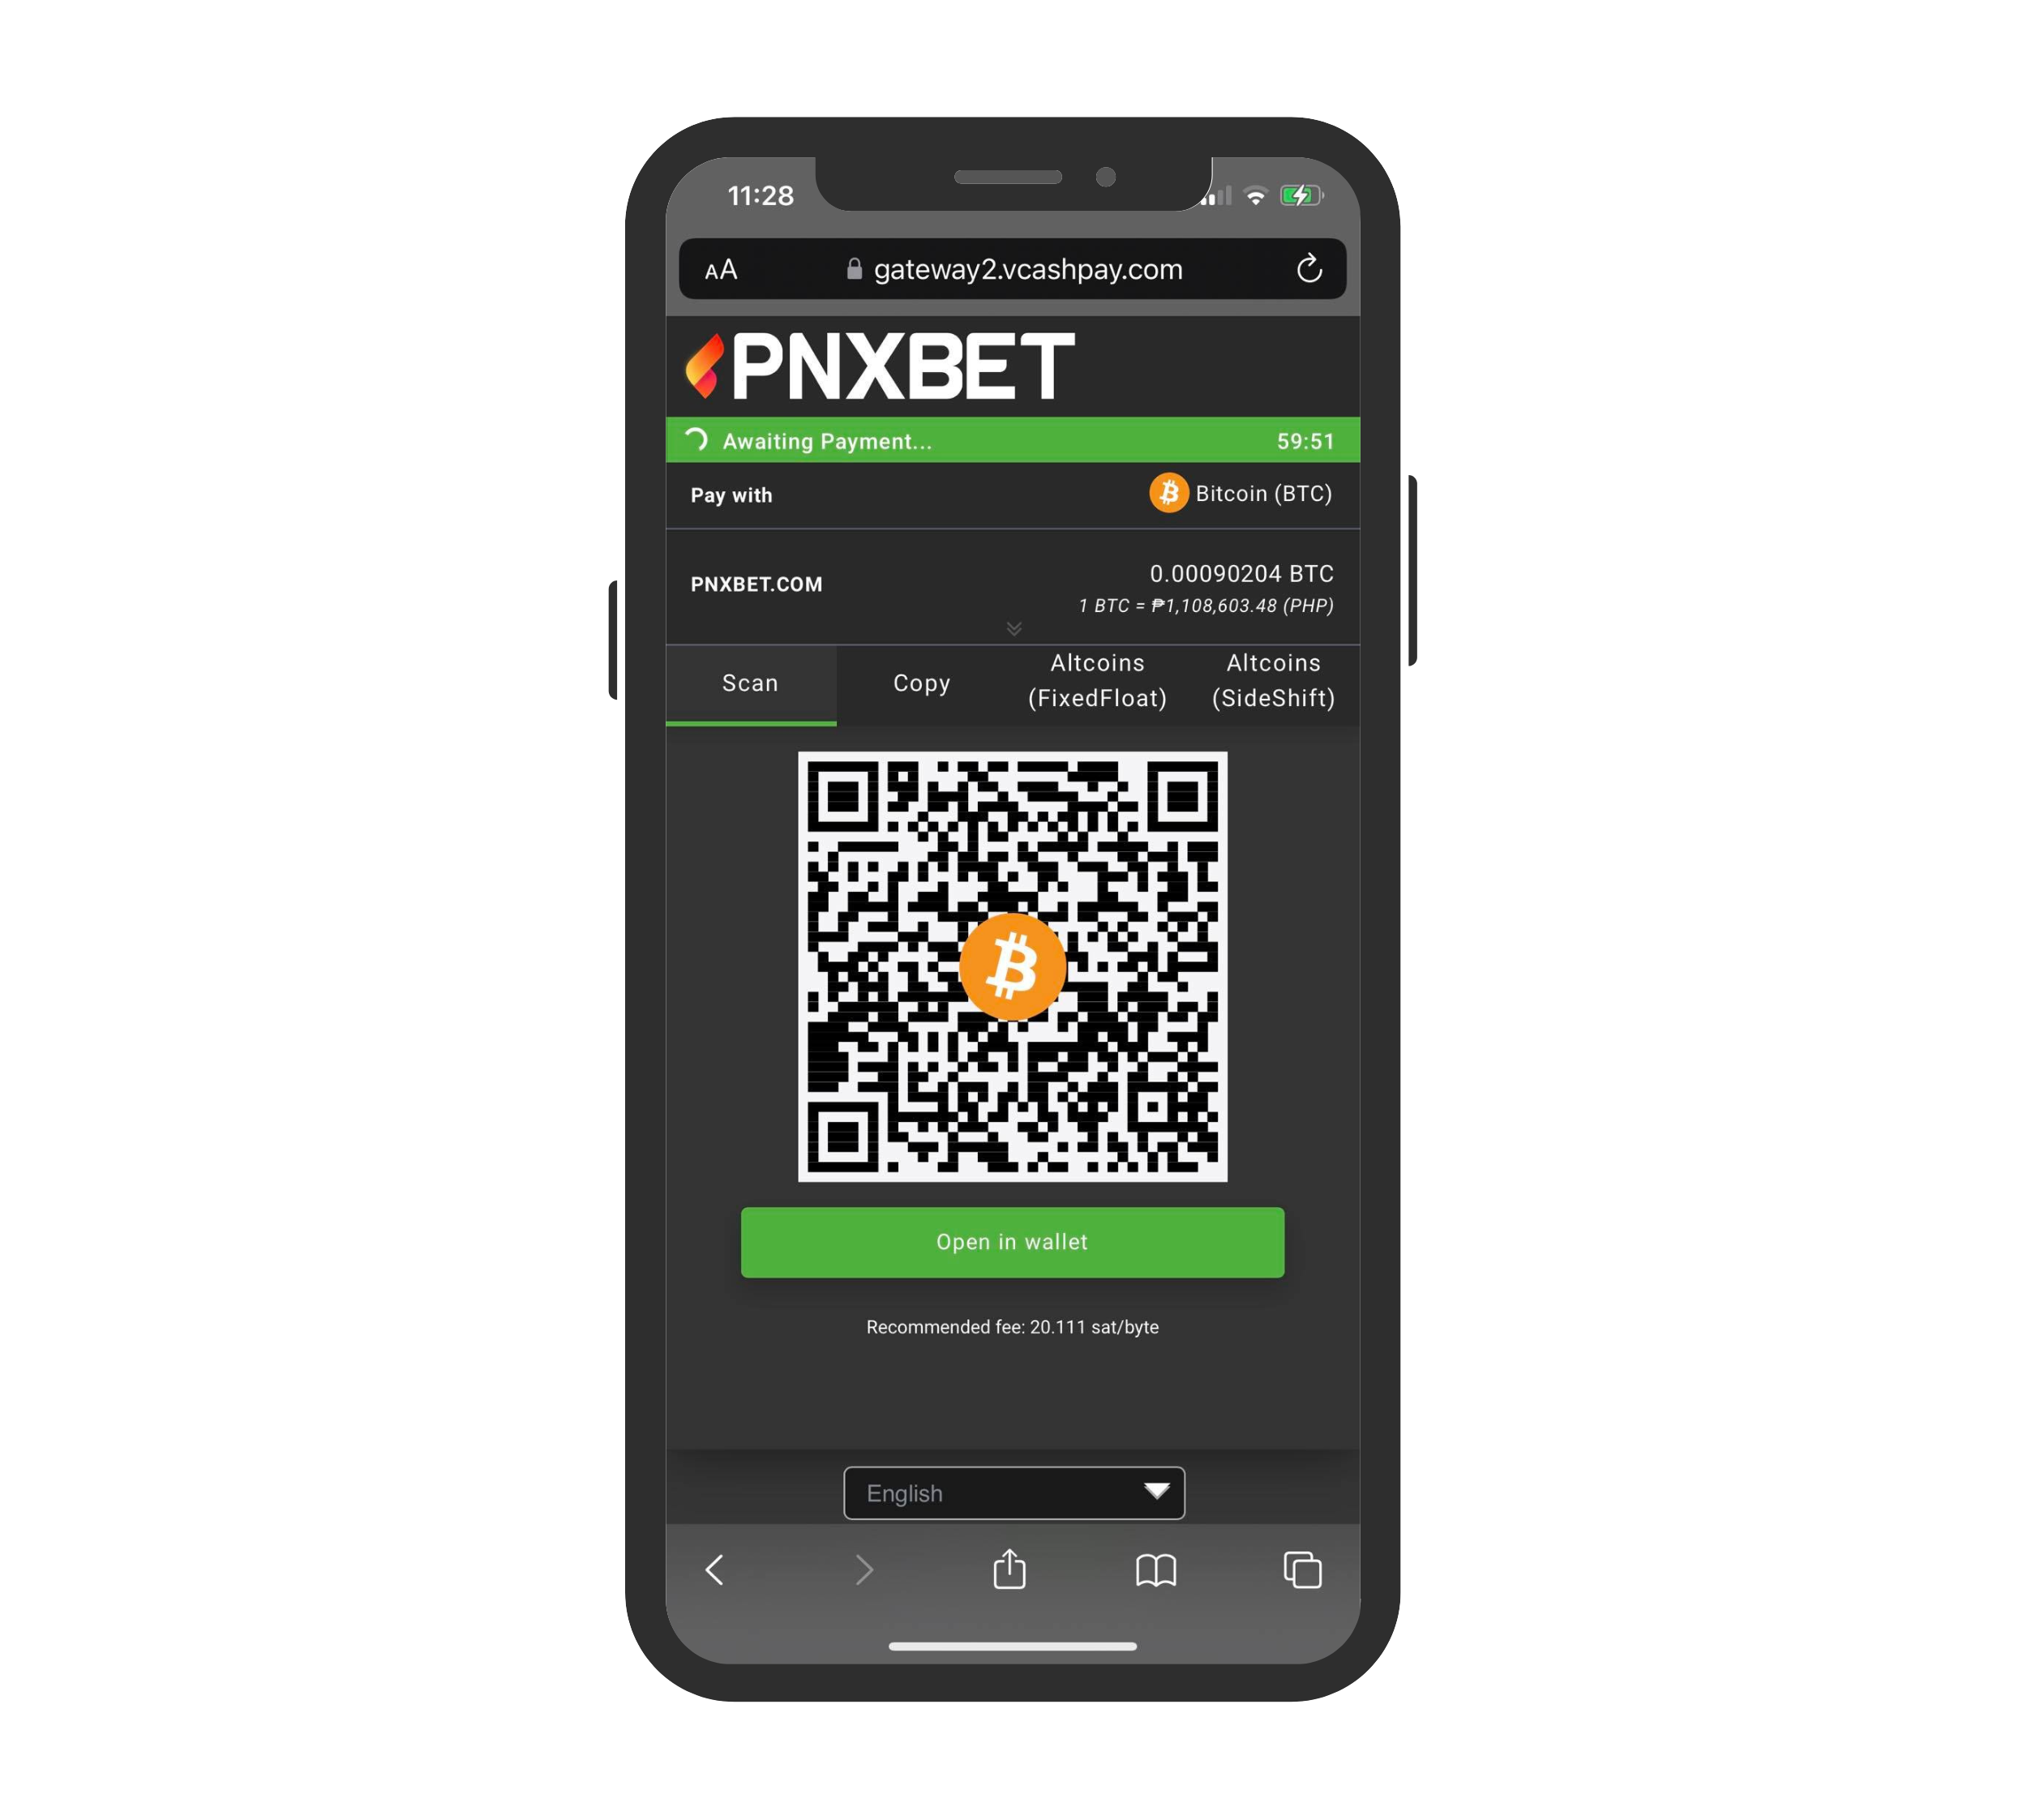 11:28
AA gateway2.vcashpay.com
PNXBET
Awaiting Payment... 59:51
Pay with Bitcoin (BTC)
0.00090204 BTC
PNXBET.COM
1 BTC = ₱1,108,603.48 (PHP)
Scan Copy Altcoins (FixedFloat) Altcoins (SideShift)
Open in wallet
Recommended fee: 20.111 sat/byte
English